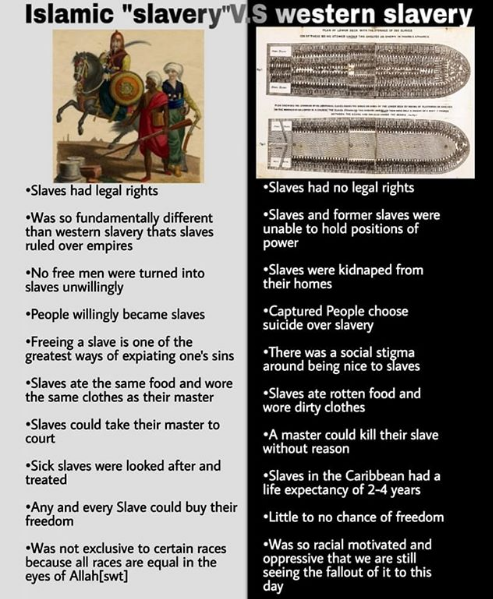 Islamic "slavery"V.S western slavery
•Slaves had legal rights
•Was so fundamentally different
than western slavery thats slaves
ruled over empires
•No free men were turned into
slaves unwillingly
•People willingly became slaves
•Freeing a slave is one of the
greatest ways of expiating one's sins
•Slaves ate the same food and wore
the same clothes as their master
•Slaves could take their master to
court
•Sick slaves were looked after and
treated
•Any and every Slave could buy their
freedom
•Was not exclusive to certain races
because all races are equal in the
eyes of Allah[swt]
•Slaves had no legal rights
•Slaves and former slaves were
unable to hold positions of
power
•Slaves were kidnaped from
their homes
•Captured People choose
suicide over slavery
•There was a social stigma
around being nice to slaves
•Slaves ate rotten food and
wore dirty clothes
•A master could kill their slave
without reason
•Slaves in the Caribbean had a
life expectancy of 2-4 years
•Little to no chance of freedom
•Was so racial motivated and
oppressive that we are still
seeing the fallout of it to this
day